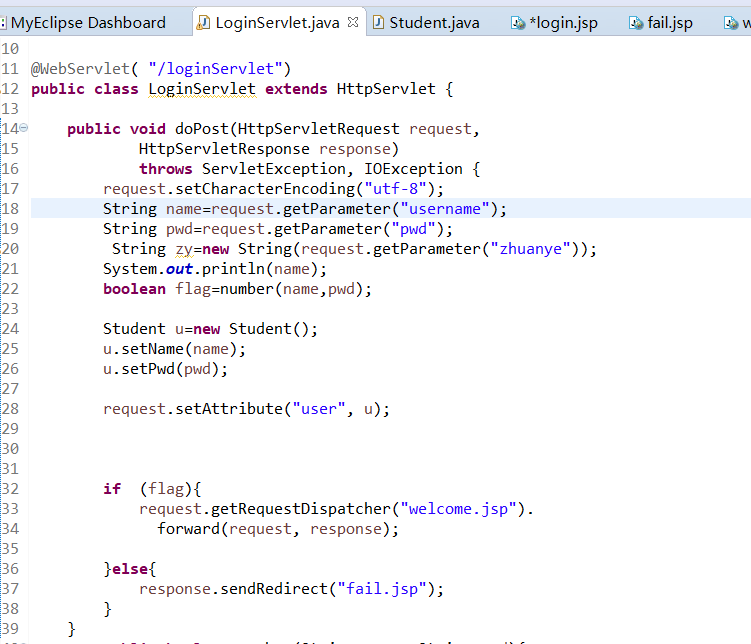 MyEclipse Dashboard LoginServlet.java Student.java *login.jsp fail.jsp
10
11 @WebServlet( "/loginServlet")
12 public class LoginServlet extends HttpServlet {
13
14 public void doPost(HttpServletRequest request,
15 HttpServletResponse response)
16 throws ServletException, IOException {
17 request.setCharacterEncoding("utf-8");
18 String name=request.getParameter("username");
19 String pwd=request.getParameter("pwd");
20 String zy=new String(request.getParameter("zhuanye"));
21 System.out.println(name);
22 boolean flag=number(name,pwd);
23
24 Student u=new Student();
25 u.setName(name);
26 u.setPwd(pwd);
27
28 request.setAttribute("user", u);
29
30
31
32 if (flag){
33 request.getRequestDispatcher("welcome.jsp").
34 forward(request, response);
35
36 }else{
37 response.sendRedirect("fail.jsp");
38 }
39 }